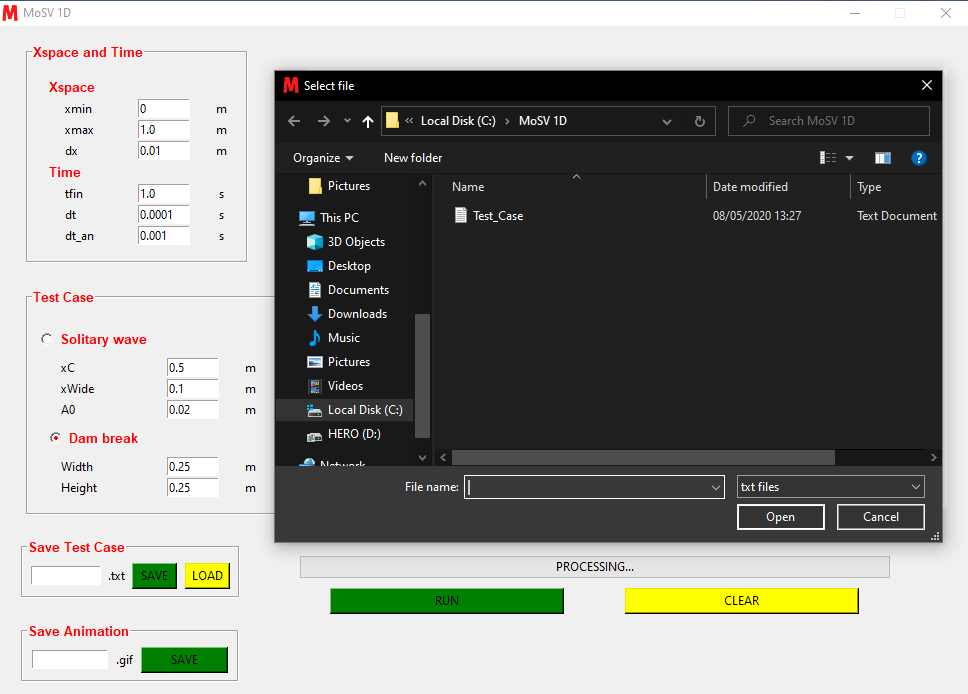 MoSV 1D
Xspace and Time
Xspace
xmin 0 m
xmax 1.0 m
dx 0.01 m
Time
tfin 1.0 s
dt 0.0001 s
dt_an 0.001 s
Test Case
Solitary wave
xC 0.5 m
xWide 0.1 m
A0 0.02 m
Dam break
Width 0.25 m
Height 0.25 m
Save Test Case
.txt SAVE LOAD
Save Animation
.gif SAVE
Select file
« Local Disk (C:) › MoSV 1D
Search MoSV 1D
Organize New folder
Pictures
This PC
3D Objects
Desktop
Documents
Downloads
Music
Pictures
Videos
Local Disk (C:)
HERO (D:)
Network
Name Date modified Type
Test_Case 08/05/2020 13:27 Text Document
File name: txt files
Open Cancel
PROCESSING...
RUN CLEAR